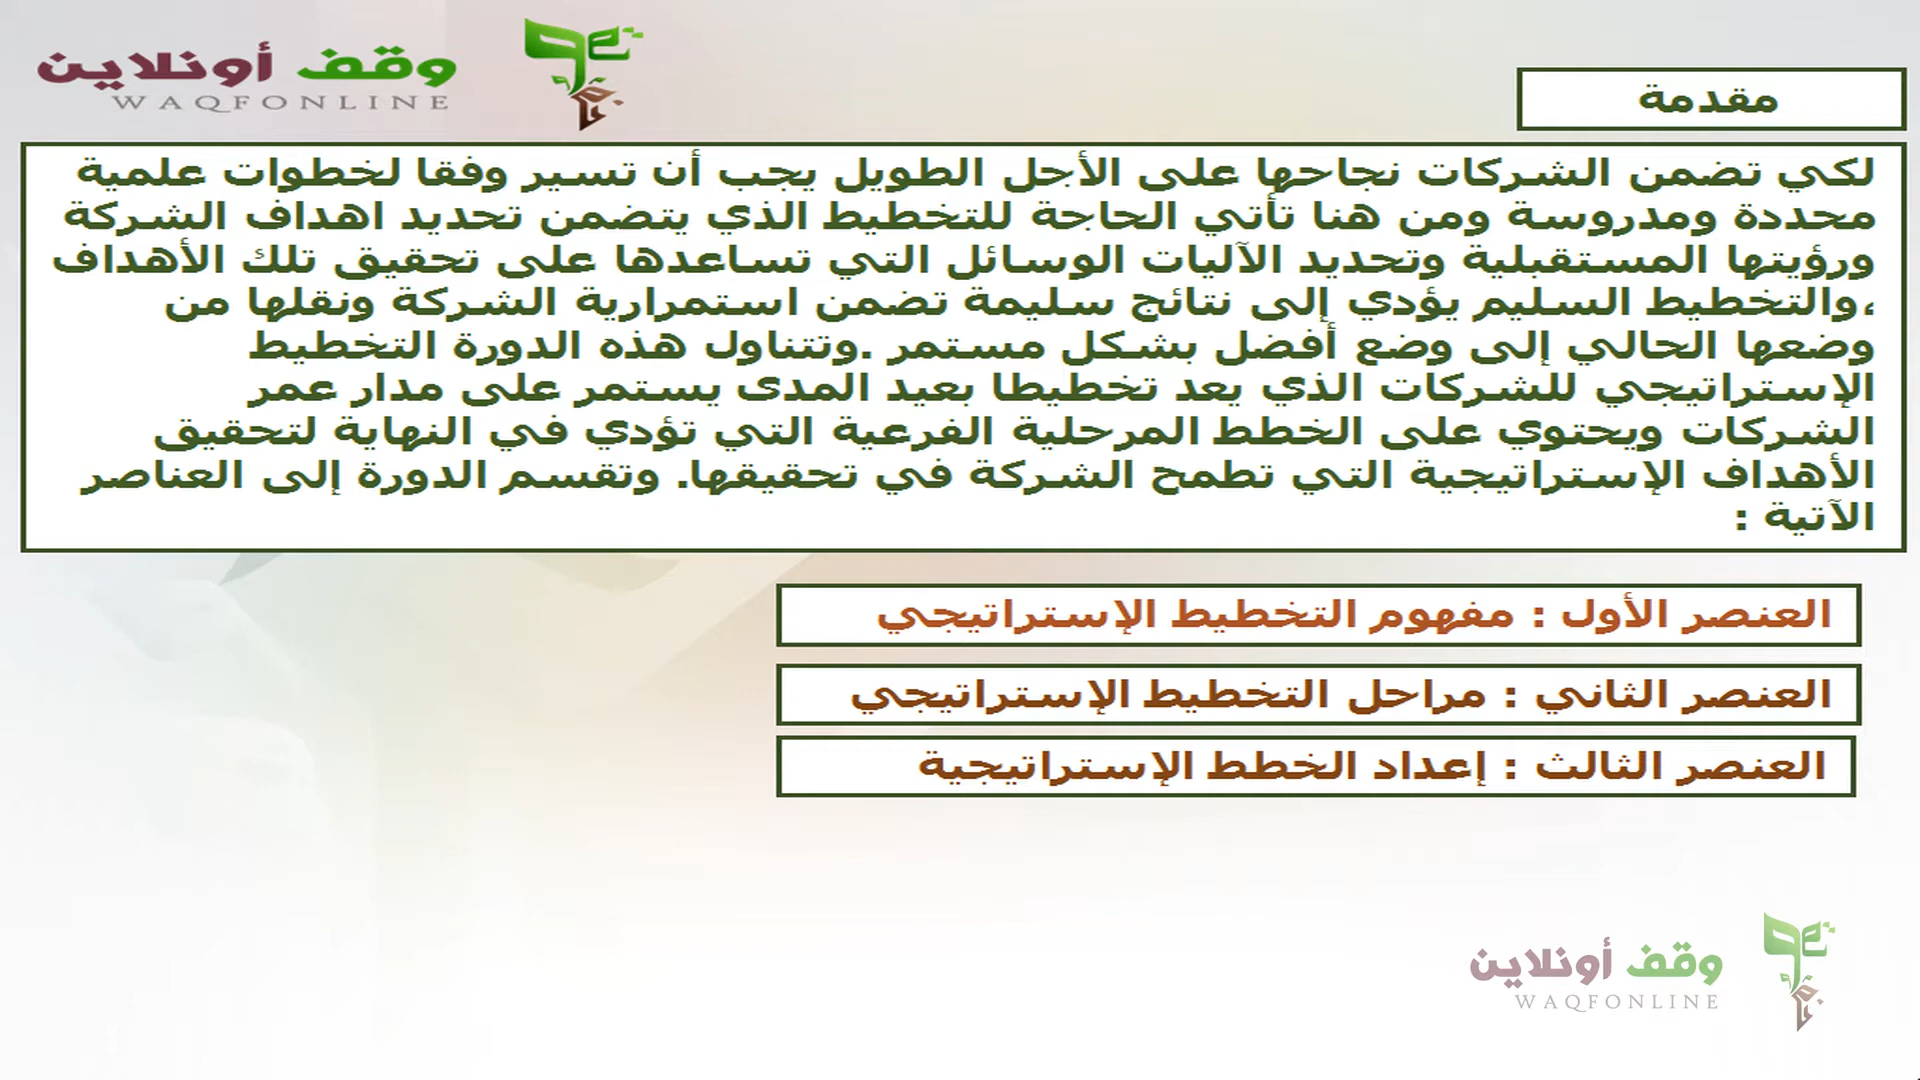 وقف أونلاين
WAQFONLINE
مقدمة
لكي تضمن الشركات نجاحها على الأجل الطويل يجب أن تسير وفقا لخطوات علمية
محددة ومدروسة ومن هنا تأتي الحاجة للتخطيط الذي يتضمن تحديد اهداف الشركة
ورؤيتها المستقبلية وتحديد الآليات الوسائل التي تساعدها على تحقيق تلك الأهداف
،والتخطيط السليم يؤدي إلى نتائج سليمة تضمن استمرارية الشركة ونقلها من
وضعها الحالي إلى وضع أفضل بشكل مستمر .وتتناول هذه الدورة التخطيط
الإستراتيجي للشركات الذي يعد تخطيطا بعيد المدى يستمر على مدار عمر
الشركات ويحتوي على الخطط المرحلية الفرعية التي تؤدي في النهاية لتحقيق
الأهداف الإستراتيجية التي تطمح الشركة في تحقيقها. وتقسم الدورة إلى العناصر
الآتية :
العنصر الأول : مفهوم التخطيط الإستراتيجي
العنصر الثاني : مراحل التخطيط الإستراتيجي
العنصر الثالث : إعداد الخطط الإستراتيجية
وقف أونلاين
WAQFONLINE